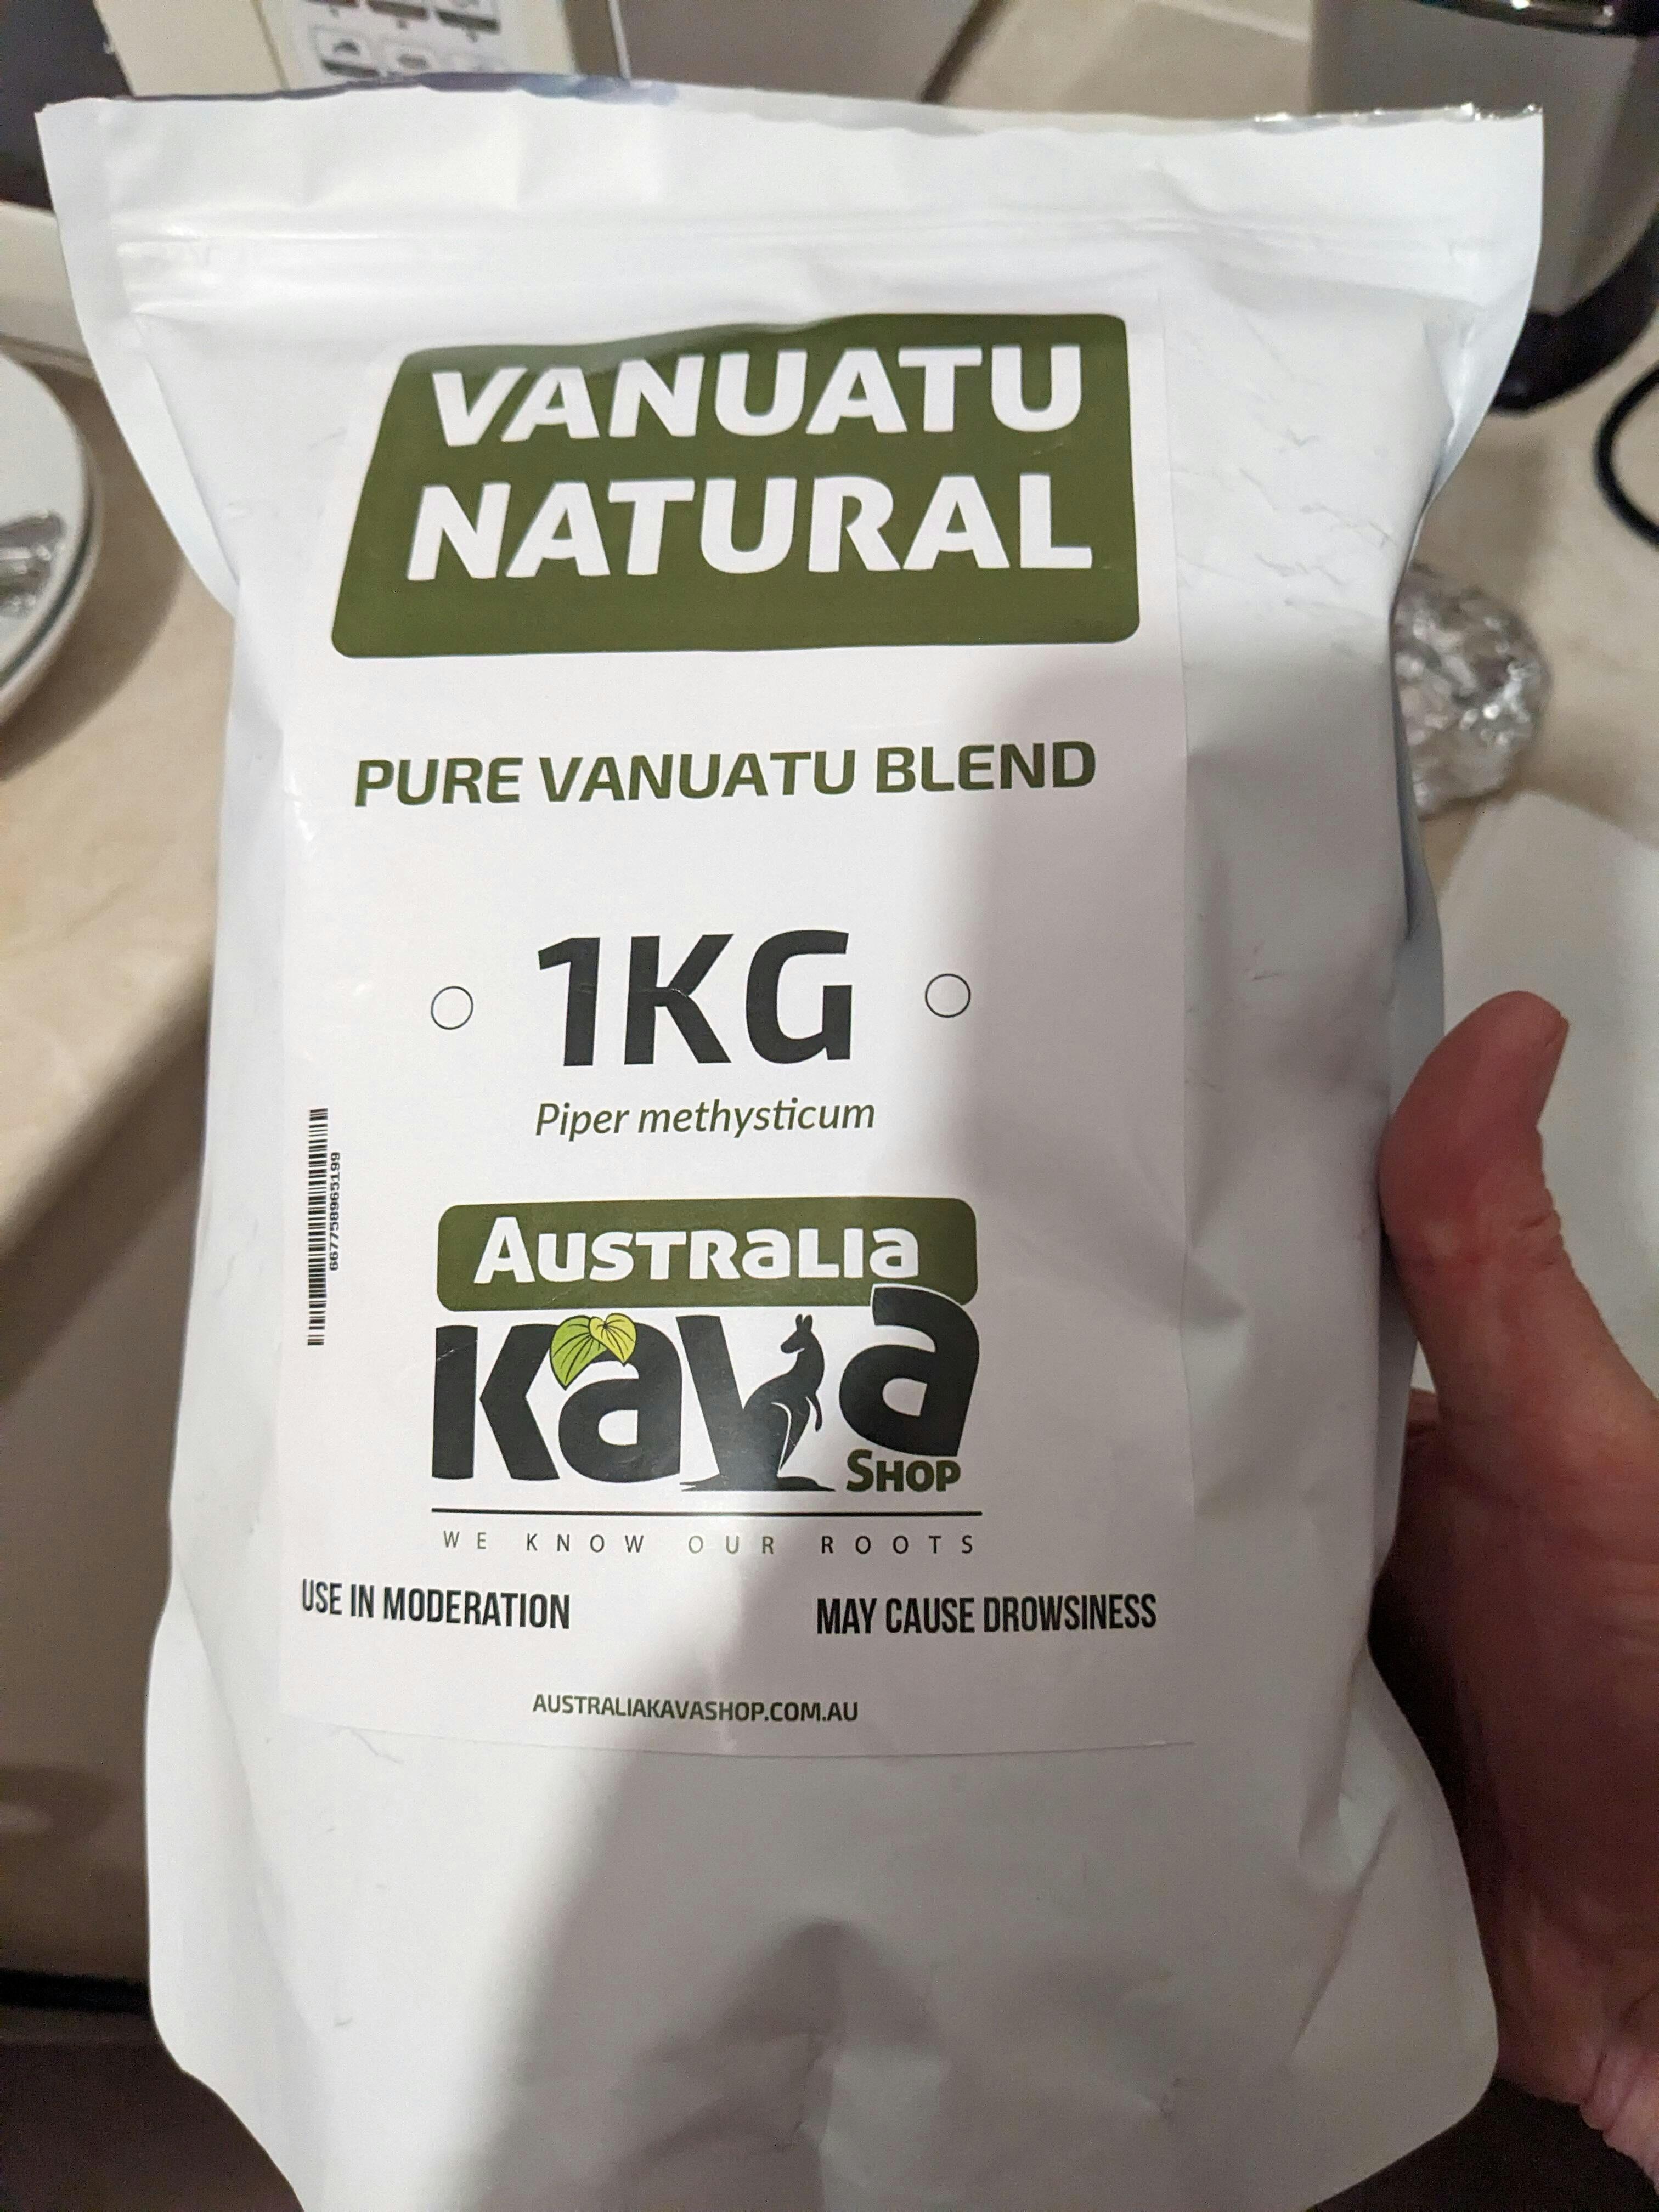 VANUATU
NATURAL
PURE VANUATU BLEND
1KG
Piper methysticum
667758965199
AUSTRALIA
Kava
SHOP
WE KNOW OUR ROOTS
USE IN MODERATION
MAY CAUSE DROWSINESS
AUSTRALIAKAVASHOP.COM.AU